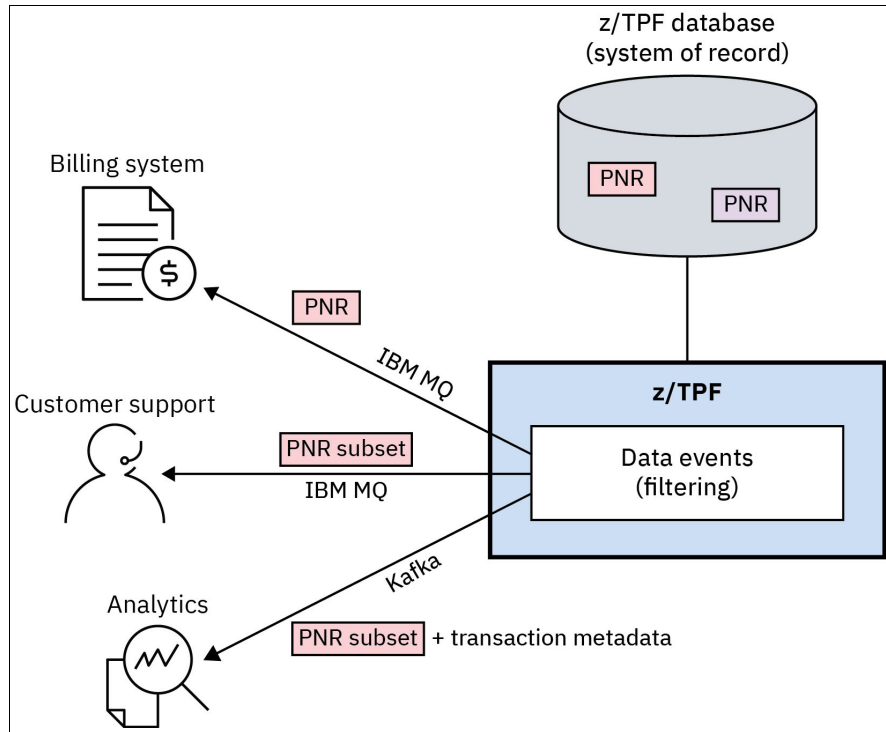 z/TPF database
(system of record)
PNR
PNR
Billing system
$
PNR
IBM MQ
z/TPF
Customer support
PNR subset
IBM MQ
Data events
(filtering)
Kafka
Analytics
PNR subset + transaction metadata